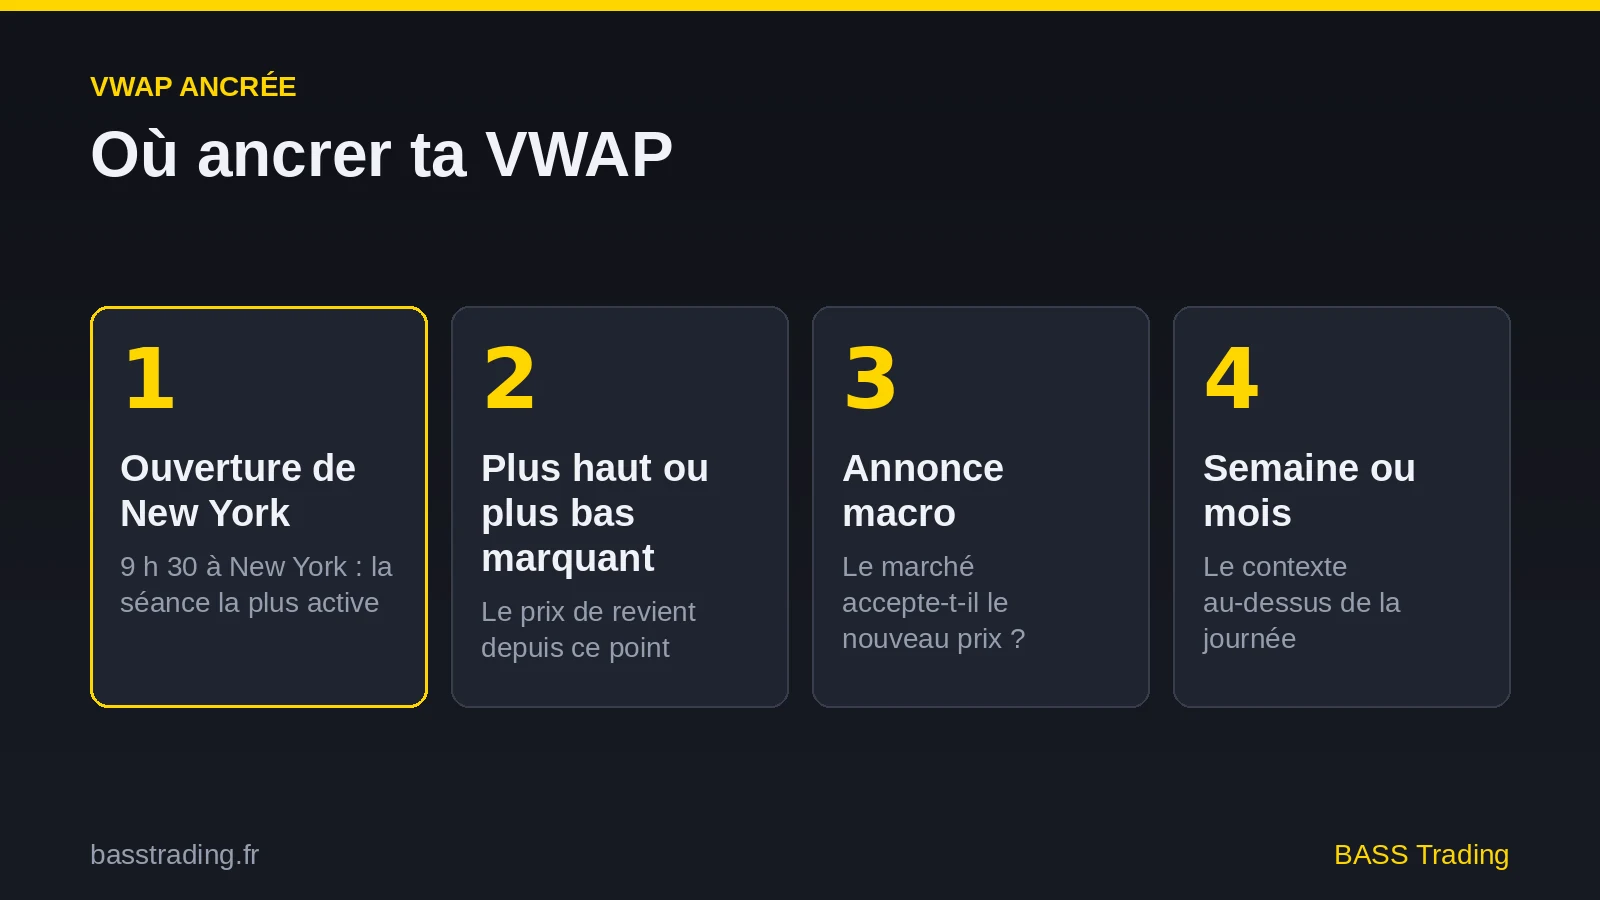 VWAP ANCRÉE
Où ancrer ta VWAP
1
Ouverture de
New York
9 h 30 à New York : la
séance la plus active
2
Plus haut ou
plus bas
marquant
Le prix de revient
depuis ce point
3
Annonce
macro
Le marché
accepte-t-il le
nouveau prix ?
4
Semaine ou
mois
Le contexte
au-dessus de la
journée
basstrading.fr
BASS Trading